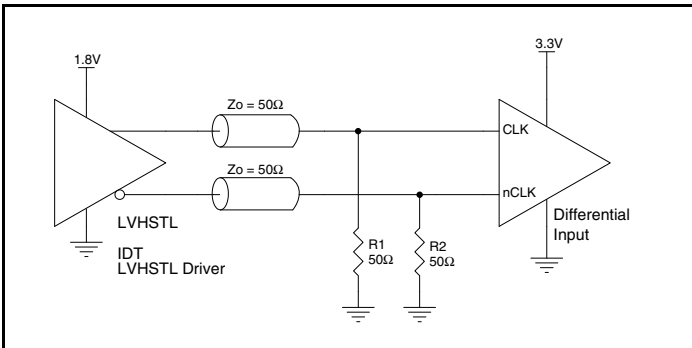 1.8V
3.3V
Zo = 50Ω
CLK
Zo = 50Ω
nCLK
LVHSTL
IDT
LVHSTL Driver
R1
50Ω
R2
50Ω
Differential
Input